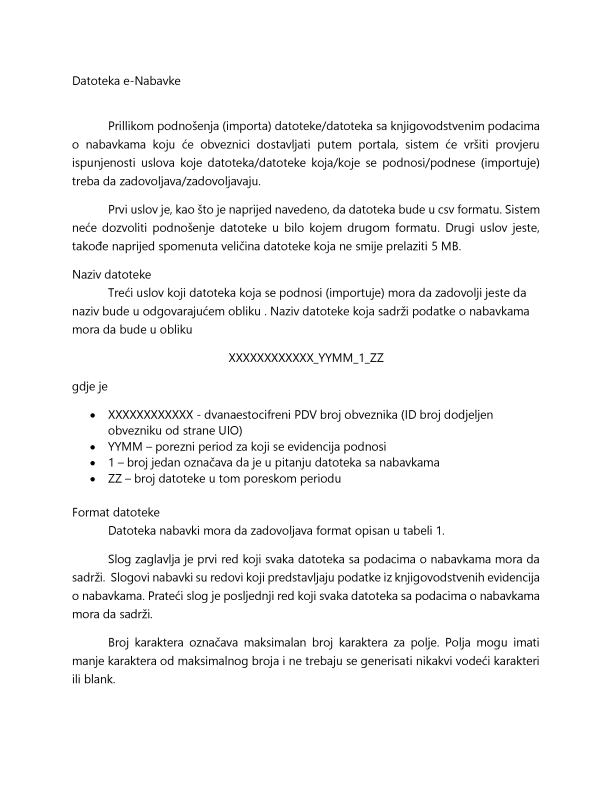 Datoteka e-Nabavke
Prillikom podnošenja (importa) datoteke/datoteka sa knjigovodstvenim podacima
o nabavkama koju će obveznici dostavljati putem portala, sistem će vršiti provjeru
ispunjenosti uslova koje datoteka/datoteke koja/koje se podnosi/podnese (importuje)
treba da zadovoljava/zadovoljavaju.
Prvi uslov je, kao što je naprijed navedeno, da datoteka bude u csv formatu. Sistem
neće dozvoliti podnošenje datoteke u bilo kojem drugom formatu. Drugi uslov jeste,
takođe naprijed spomenuta veličina datoteke koja ne smije prelaziti 5 MB.
Naziv datoteke
Treći uslov koji datoteka koja se podnosi (importuje) mora da zadovolji jeste da
naziv bude u odgovarajućem obliku . Naziv datoteke koja sadrži podatke o nabavkama
mora da bude u obliku
XXXXXXXXXXXX_YYMM_1_ZZ
gdje je
• XXXXXXXXXXXX - dvanaestocifreni PDV broj obveznika (ID broj dodjeljen
obvezniku od strane UIO)
• YYMM – porezni period za koji se evidencija podnosi
• 1 – broj jedan označava da je u pitanju datoteka sa nabavkama
• ZZ – broj datoteke u tom poreskom periodu
Format datoteke
Datoteka nabavki mora da zadovoljava format opisan u tabeli 1.
Slog zaglavlja je prvi red koji svaka datoteka sa podacima o nabavkama mora da
sadrži. Slogovi nabavki su redovi koji predstavljaju podatke iz knjigovodstvenih evidencija
o nabavkama. Prateći slog je posljednji red koji svaka datoteka sa podacima o nabavkama
mora da sadrži.
Broj karaktera označava maksimalan broj karaktera za polje. Polja mogu imati
manje karaktera od maksimalnog broja i ne trebaju se generisati nikakvi vodeći karakteri
ili blank.